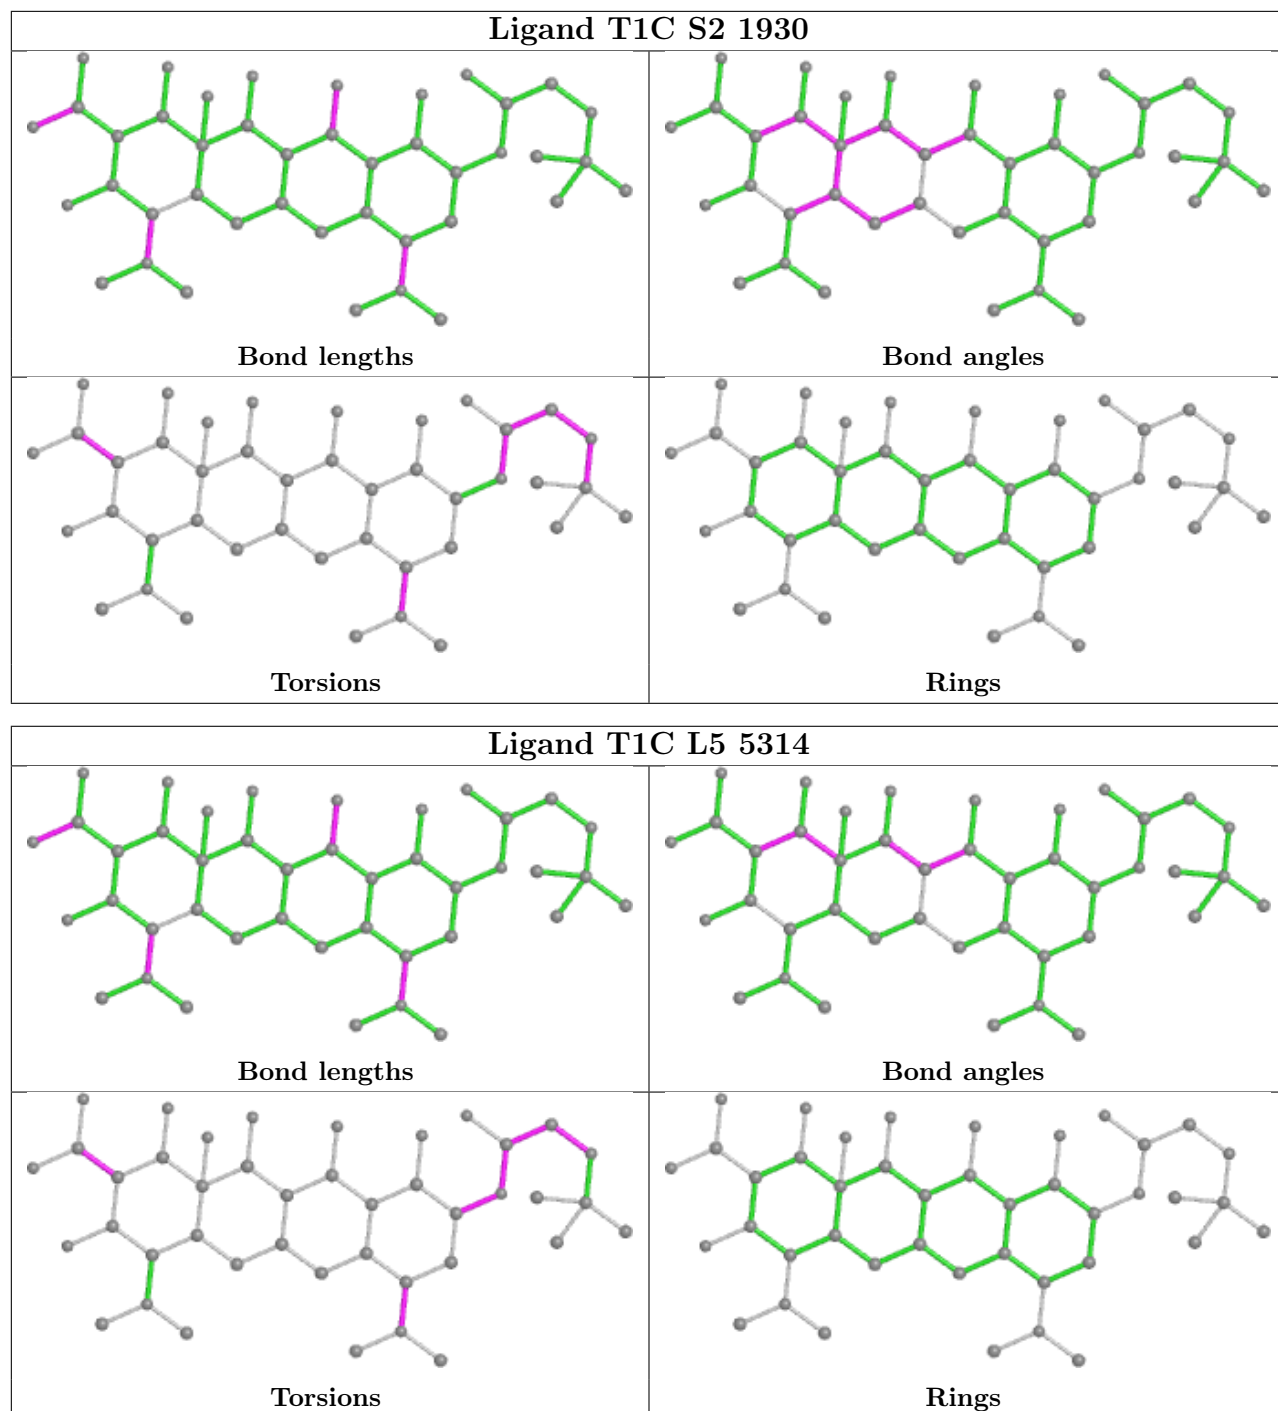 Ligand T1C S2 1930
Bond lengths
Bond angles
Torsions
Rings
Ligand T1C L5 5314
Bond lengths
Bond angles
Torsions
Rings